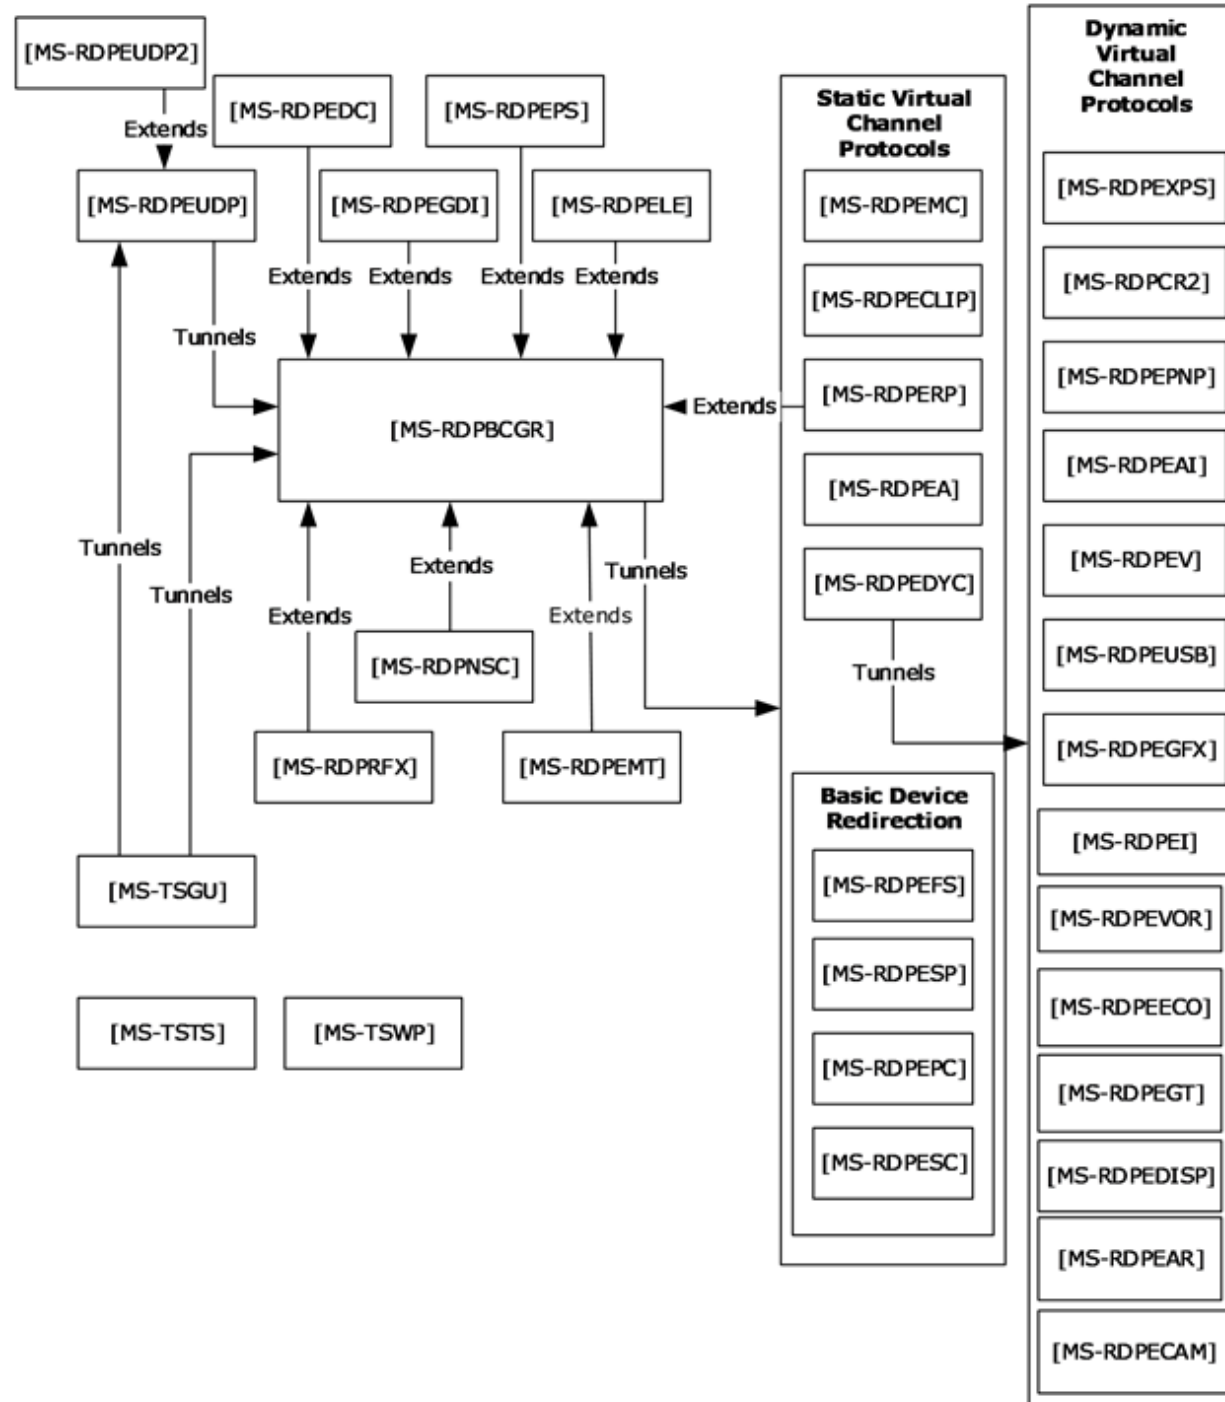 [MS-RDPEUDP2]
Extends
[MS-RDPEUDP]
[MS-RDPEDC]
[MS-RDPEPS]
[MS-RDPEGDI]
[MS-RDPELE]
Extends
Extends
Extends
Extends
Tunnels
[MS-RDPBCGR]
Extends
Tunnels
Tunnels
Extends
Extends
Extends
Tunnels
[MS-RDPNSC]
[MS-RDPRFX]
[MS-RDPEMT]
[MS-TSGU]
[MS-TSTS]
[MS-TSWP]
Static Virtual
Channel
Protocols
[MS-RDPEMC]
[MS-RDPECLIP]
[MS-RDPERP]
[MS-RDPEA]
[MS-RDPEDYC]
Tunnels
Basic Device
Redirection
[MS-RDPEFS]
[MS-RDPESP]
[MS-RDPEPC]
[MS-RDPESC]
Dynamic
Virtual
Channel
Protocols
[MS-RDPEXPS]
[MS-RDPCR2]
[MS-RDPEPNP]
[MS-RDPEAI]
[MS-RDPEV]
[MS-RDPEUSB]
[MS-RDPEGFX]
[MS-RDPEI]
[MS-RDPEVOR]
[MS-RDPEECO]
[MS-RDPEGT]
[MS-RDPEDISP]
[MS-RDPEAR]
[MS-RDPECAM]